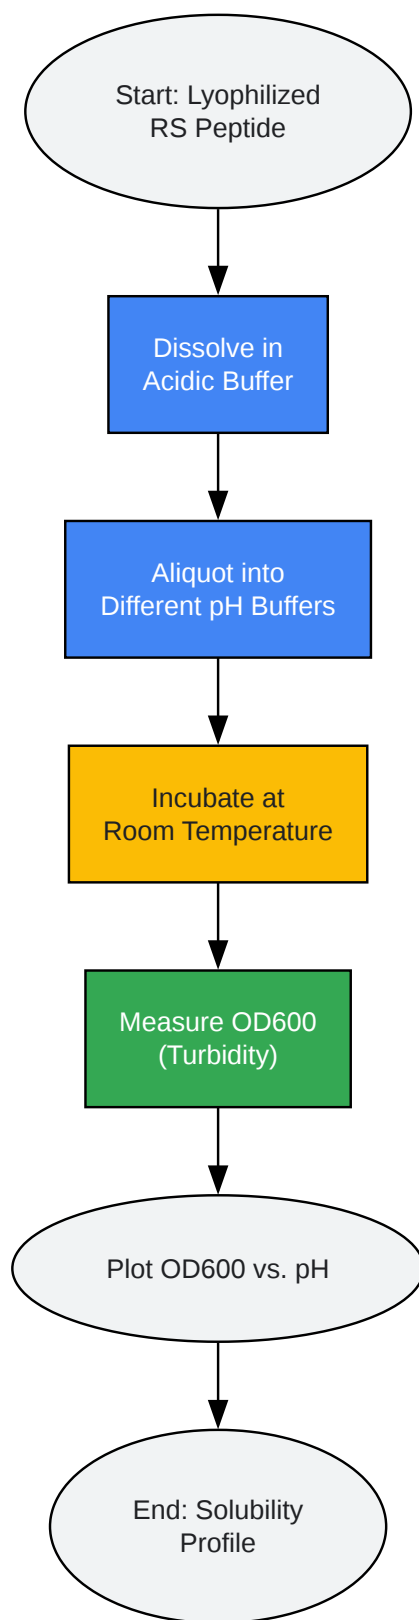 Start: Lyophilized
RS Peptide
Dissolve in
Acidic Buffer
Aliquot into
Different pH Buffers
Incubate at
Room Temperature
Measure OD600
(Turbidity)
Plot OD600 vs. pH
End: Solubility
Profile